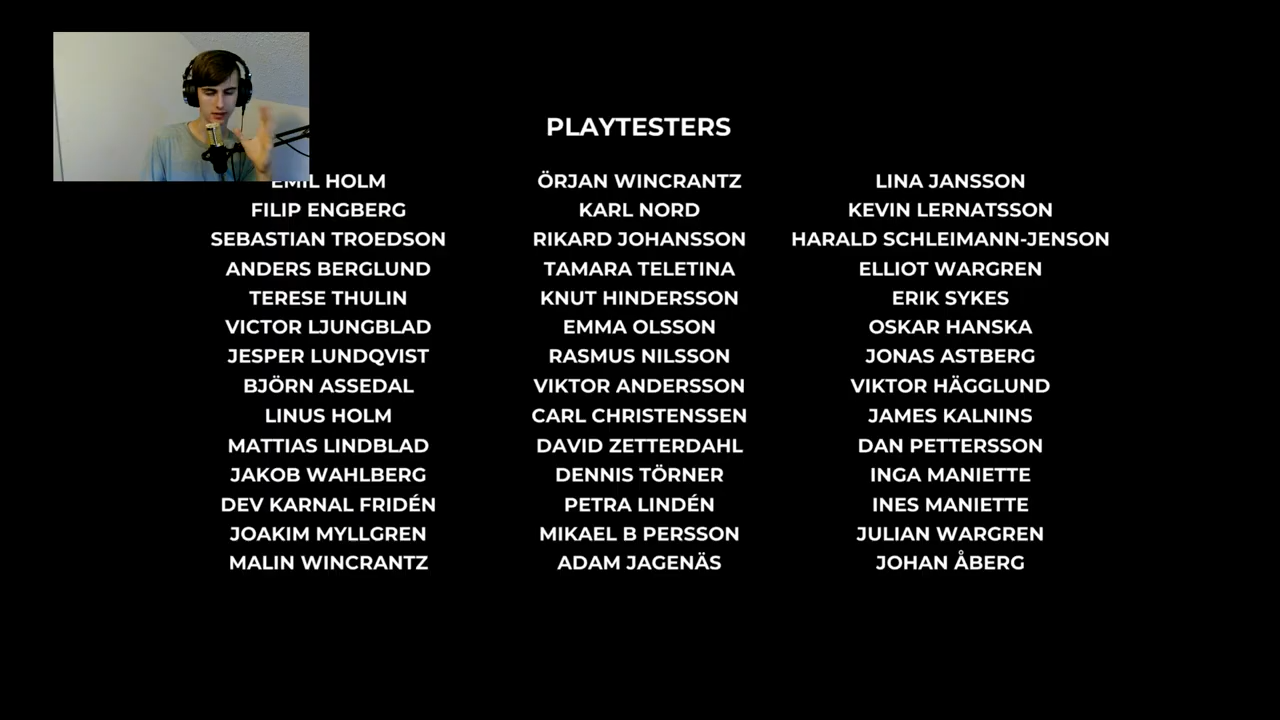 PLAYTESTERS
EMIL HOLM
FILIP ENGBERG
SEBASTIAN TROEDSON
ANDERS BERGLUND
TERESE THULIN
VICTOR LJUNGBLAD
JESPER LUNDQVIST
BJÖRN ASSEDAL
LINUS HOLM
MATTIAS LINDBLAD
JAKOB WAHLBERG
DEV KARNAL FRIDÉN
JOAKIM MYLLGREN
MALIN WINCRANTZ
ÖRJAN WINCRANTZ
KARL NORD
RIKARD JOHANSSON
TAMARA TELETINA
KNUT HINDERSSON
EMMA OLSSON
RASMUS NILSSON
VIKTOR ANDERSSON
CARL CHRISTENSSEN
DAVID ZETTERDAHL
DENNIS TÖRNER
PETRA LINDÉN
MIKAEL B PERSSON
ADAM JAGENÄS
LINA JANSSON
KEVIN LERNATSSON
HARALD SCHLEIMANN-JENSON
ELLIOT WARGREN
ERIK SYKES
OSKAR HANSKA
JONAS ASTBERG
VIKTOR HÄGGLUND
JAMES KALNINS
DAN PETTERSSON
INGA MANIETTE
INES MANIETTE
JULIAN WARGREN
JOHAN ÅBERG